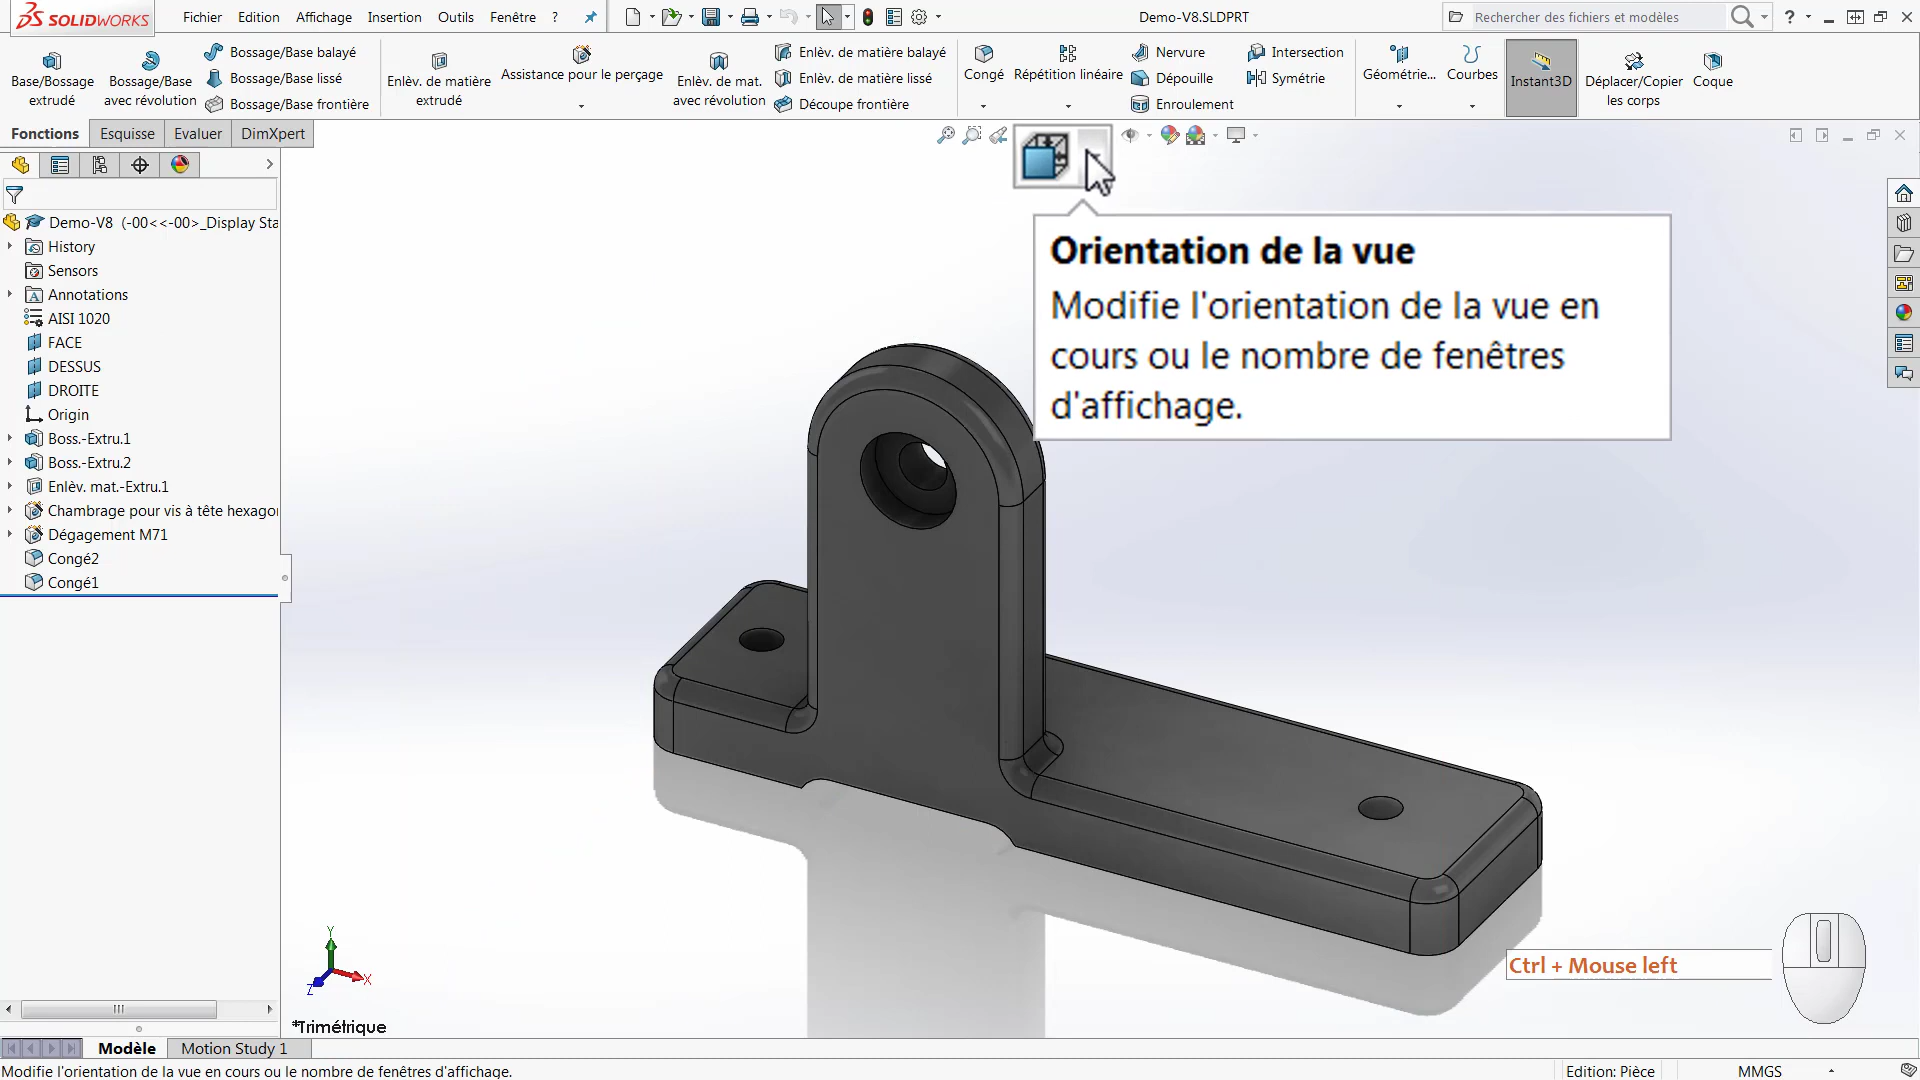 SOLIDWORKS
Fichier Edition Affichage Insertion Outils Fenêtre ?
Demo-V8.SLDPRT
Rechercher des fichiers et modèles
?
Base/Bossage
extrudé
Bossage/Base
avec révolution
Bossage/Base balayé
Bossage/Base lissé
Bossage/Base frontière
Enlèv. de matière
extrudé
Assistance pour le perçage
Enlèv. de mat.
avec révolution
Enlèv. de matière balayé
Enlèv. de matière lissé
Découpe frontière
Congé
Répétition linéaire
Nervure
Dépouille
Enroulement
Intersection
Symétrie
Géométrie...
Courbes
Instant3D
Déplacer/Copier
les corps
Coque
Fonctions Esquisse Evaluer DimXpert
Demo-V8 (-00<<-00>_Display Sta
History
Sensors
Annotations
AISI 1020
FACE
DESSUS
DROITE
Origin
Boss.-Extru.1
Boss.-Extru.2
Enlèv. mat.-Extru.1
Chambrage pour vis à tête hexago
Dégagement M71
Congé2
Congé1
Orientation de la vue
Modifie l'orientation de la vue en
cours ou le nombre de fenêtres
d'affichage.
Y
X
Z
*Trimétrique
Ctrl + Mouse left
Modèle Motion Study 1
Modifie l'orientation de la vue en cours ou le nombre de fenêtres d'affichage.
Edition: Pièce
MMGS